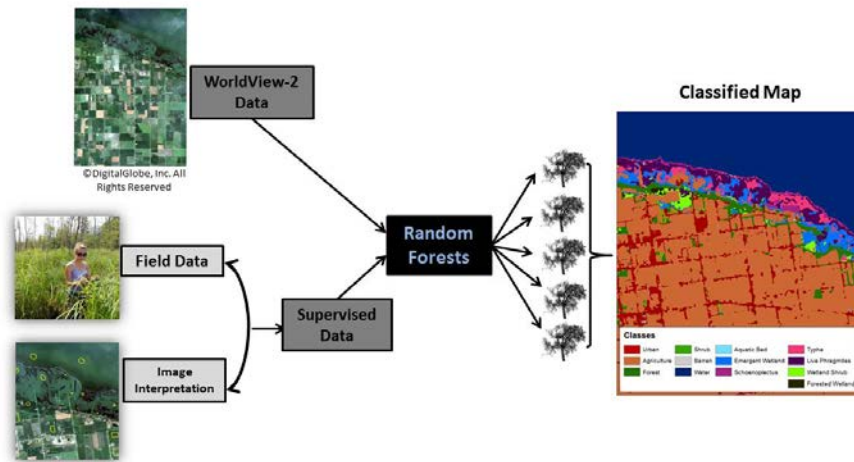 WorldView-2
Data
©DigitalGlobe, Inc. All
Rights Reserved
Field Data
Image
Interpretation
Supervised
Data
Random
Forests
Classified Map
Classes
Urban
Agriculture
Forest
Shrub
Barren
Water
Aquatic Bed
Emergent Wetland
Schoenoplectus
Typha
Live Phragmites
Wetland Shrub
Forested Wetland